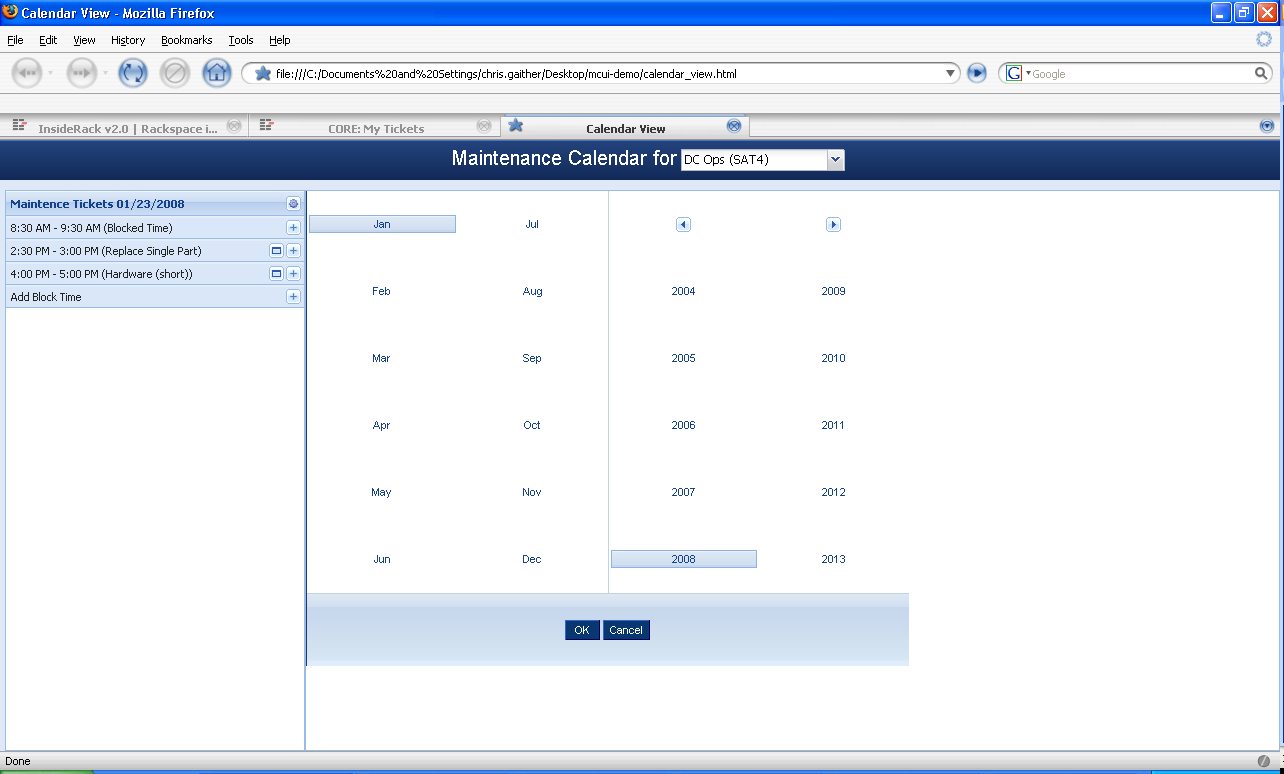 Calendar View - Mozilla Firefox
File Edit View History Bookmarks Tools Help
file:///C:/Documents%20and%20Settings/chris.gaither/Desktop/mcui-demo/calendar_view.html
G Google
InsideRack v2.0 | Rackspace i... CORE: My Tickets Calendar View
Maintenance Calendar for DC Ops (SAT4)
Maintence Tickets 01/23/2008
8:30 AM - 9:30 AM (Blocked Time)
2:30 PM - 3:00 PM (Replace Single Part)
4:00 PM - 5:00 PM (Hardware (short))
Add Block Time
Jan Jul
Feb Aug 2004 2009
Mar Sep 2005 2010
Apr Oct 2006 2011
May Nov 2007 2012
Jun Dec 2008 2013
OK Cancel
Done